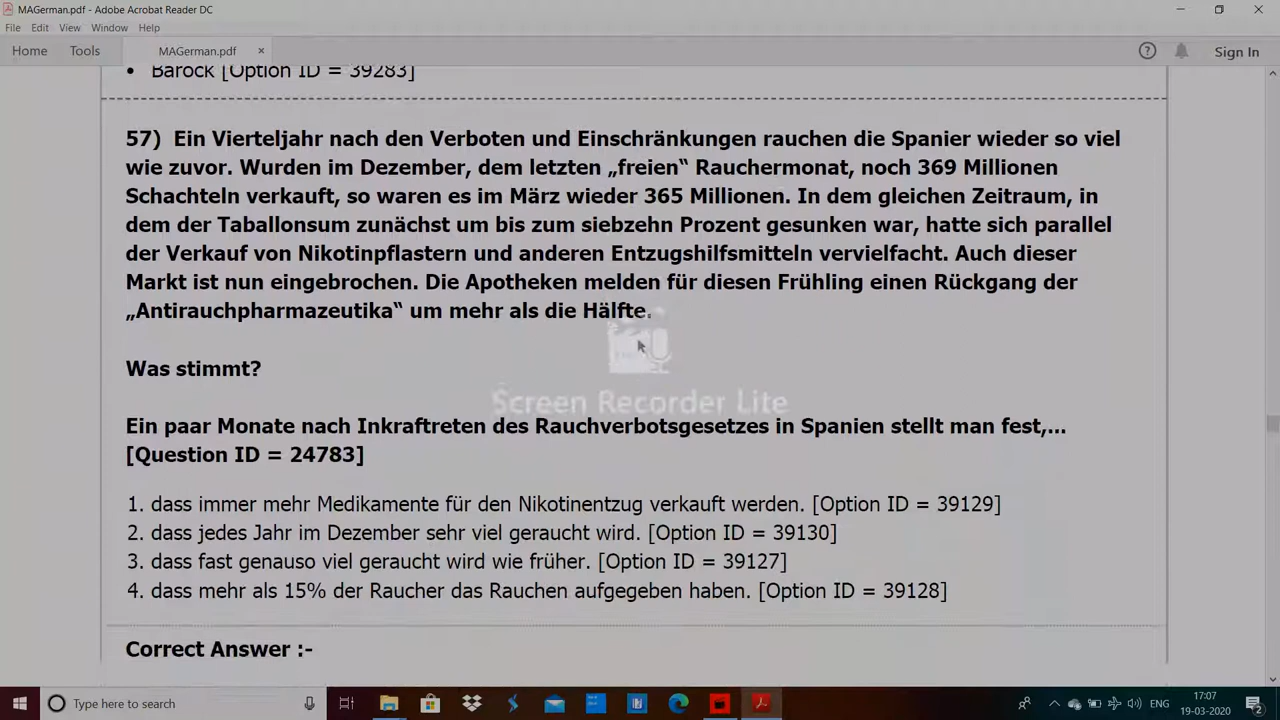 MAGerman.pdf - Adobe Acrobat Reader DC
File Edit View Window Help
Home Tools MAGerman.pdf × Sign In
• Barock [Option ID = 39283]
57) Ein Vierteljahr nach den Verboten und Einschränkungen rauchen die Spanier wieder so viel
wie zuvor. Wurden im Dezember, dem letzten „freien“ Rauchermonat, noch 369 Millionen
Schachteln verkauft, so waren es im März wieder 365 Millionen. In dem gleichen Zeitraum, in
dem der Taballonsum zunächst um bis zum siebzehn Prozent gesunken war, hatte sich parallel
der Verkauf von Nikotinpflastern und anderen Entzugshilfsmitteln vervielfacht. Auch dieser
Markt ist nun eingebrochen. Die Apotheken melden für diesen Frühling einen Rückgang der
„Antirauchpharmazeutika“ um mehr als die Hälfte.
Screen Recorder Lite
Was stimmt?
Ein paar Monate nach Inkraftreten des Rauchverbotsgesetzes in Spanien stellt man fest,...
[Question ID = 24783]
1. dass immer mehr Medikamente für den Nikotinentzug verkauft werden. [Option ID = 39129]
2. dass jedes Jahr im Dezember sehr viel geraucht wird. [Option ID = 39130]
3. dass fast genauso viel geraucht wird wie früher. [Option ID = 39127]
4. dass mehr als 15% der Raucher das Rauchen aufgegeben haben. [Option ID = 39128]
Correct Answer :-
Type here to search
ENG 17:07
19-03-2020 2